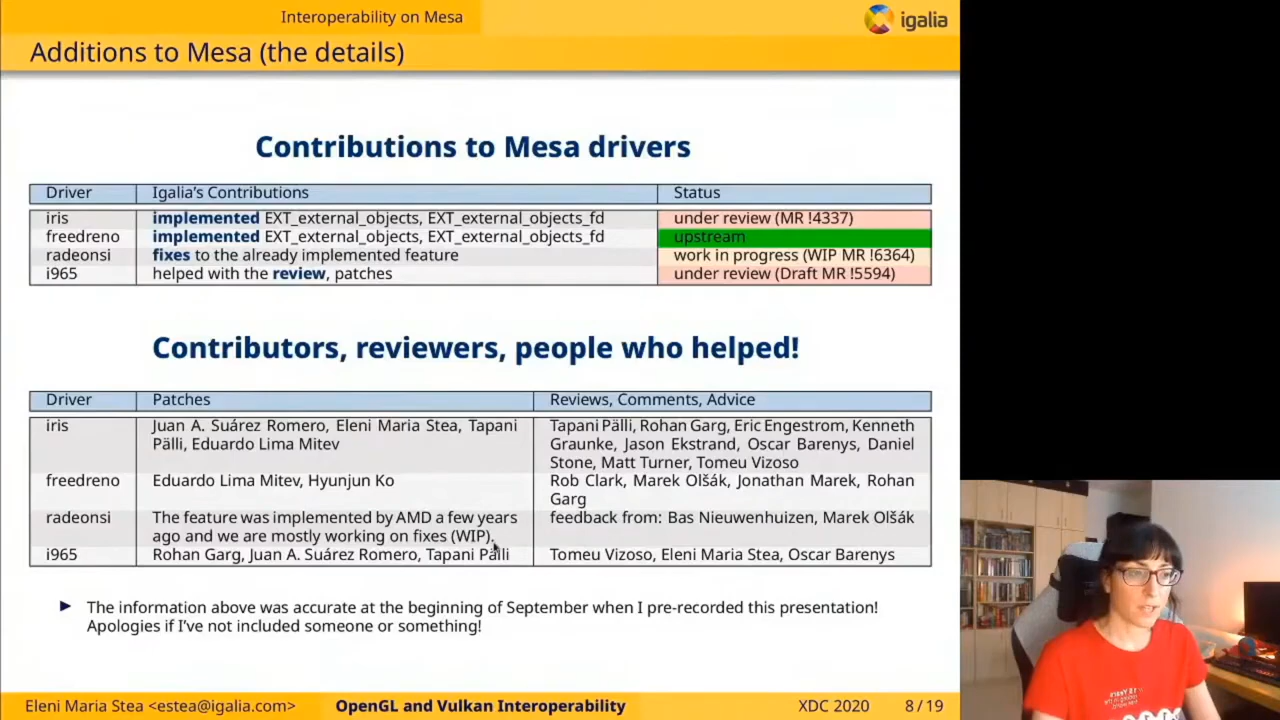 Interoperability on Mesa
igalia
Additions to Mesa (the details)
Contributions to Mesa drivers
Driver Igalia's Contributions Status
iris implemented EXT_external_objects, EXT_external_objects_fd under review (MR !4337)
freedreno implemented EXT_external_objects, EXT_external_objects_fd upstream
radeonsi fixes to the already implemented feature work in progress (WIP MR !6364)
i965 helped with the review, patches under review (Draft MR !5594)
Contributors, reviewers, people who helped!
Driver Patches Reviews, Comments, Advice
iris Juan A. Suárez Romero, Eleni Maria Stea, Tapani Tapani Pälli, Rohan Garg, Eric Engestrom, Kenneth
Pälli, Eduardo Lima Mitev Graunke, Jason Ekstrand, Oscar Barenys, Daniel
Stone, Matt Turner, Tomeu Vizoso
freedreno Eduardo Lima Mitev, Hyunjun Ko Rob Clark, Marek Olšák, Jonathan Marek, Rohan
Garg
radeonsi The feature was implemented by AMD a few years feedback from: Bas Nieuwenhuizen, Marek Olšák
ago and we are mostly working on fixes (WIP).
i965 Rohan Garg, Juan A. Suárez Romero, Tapani Pälli Tomeu Vizoso, Eleni Maria Stea, Oscar Barenys
The information above was accurate at the beginning of September when I pre-recorded this presentation!
Apologies if I've not included someone or something!
Eleni Maria Stea <estea@igalia.com> OpenGL and Vulkan Interoperability XDC 2020 8 / 19